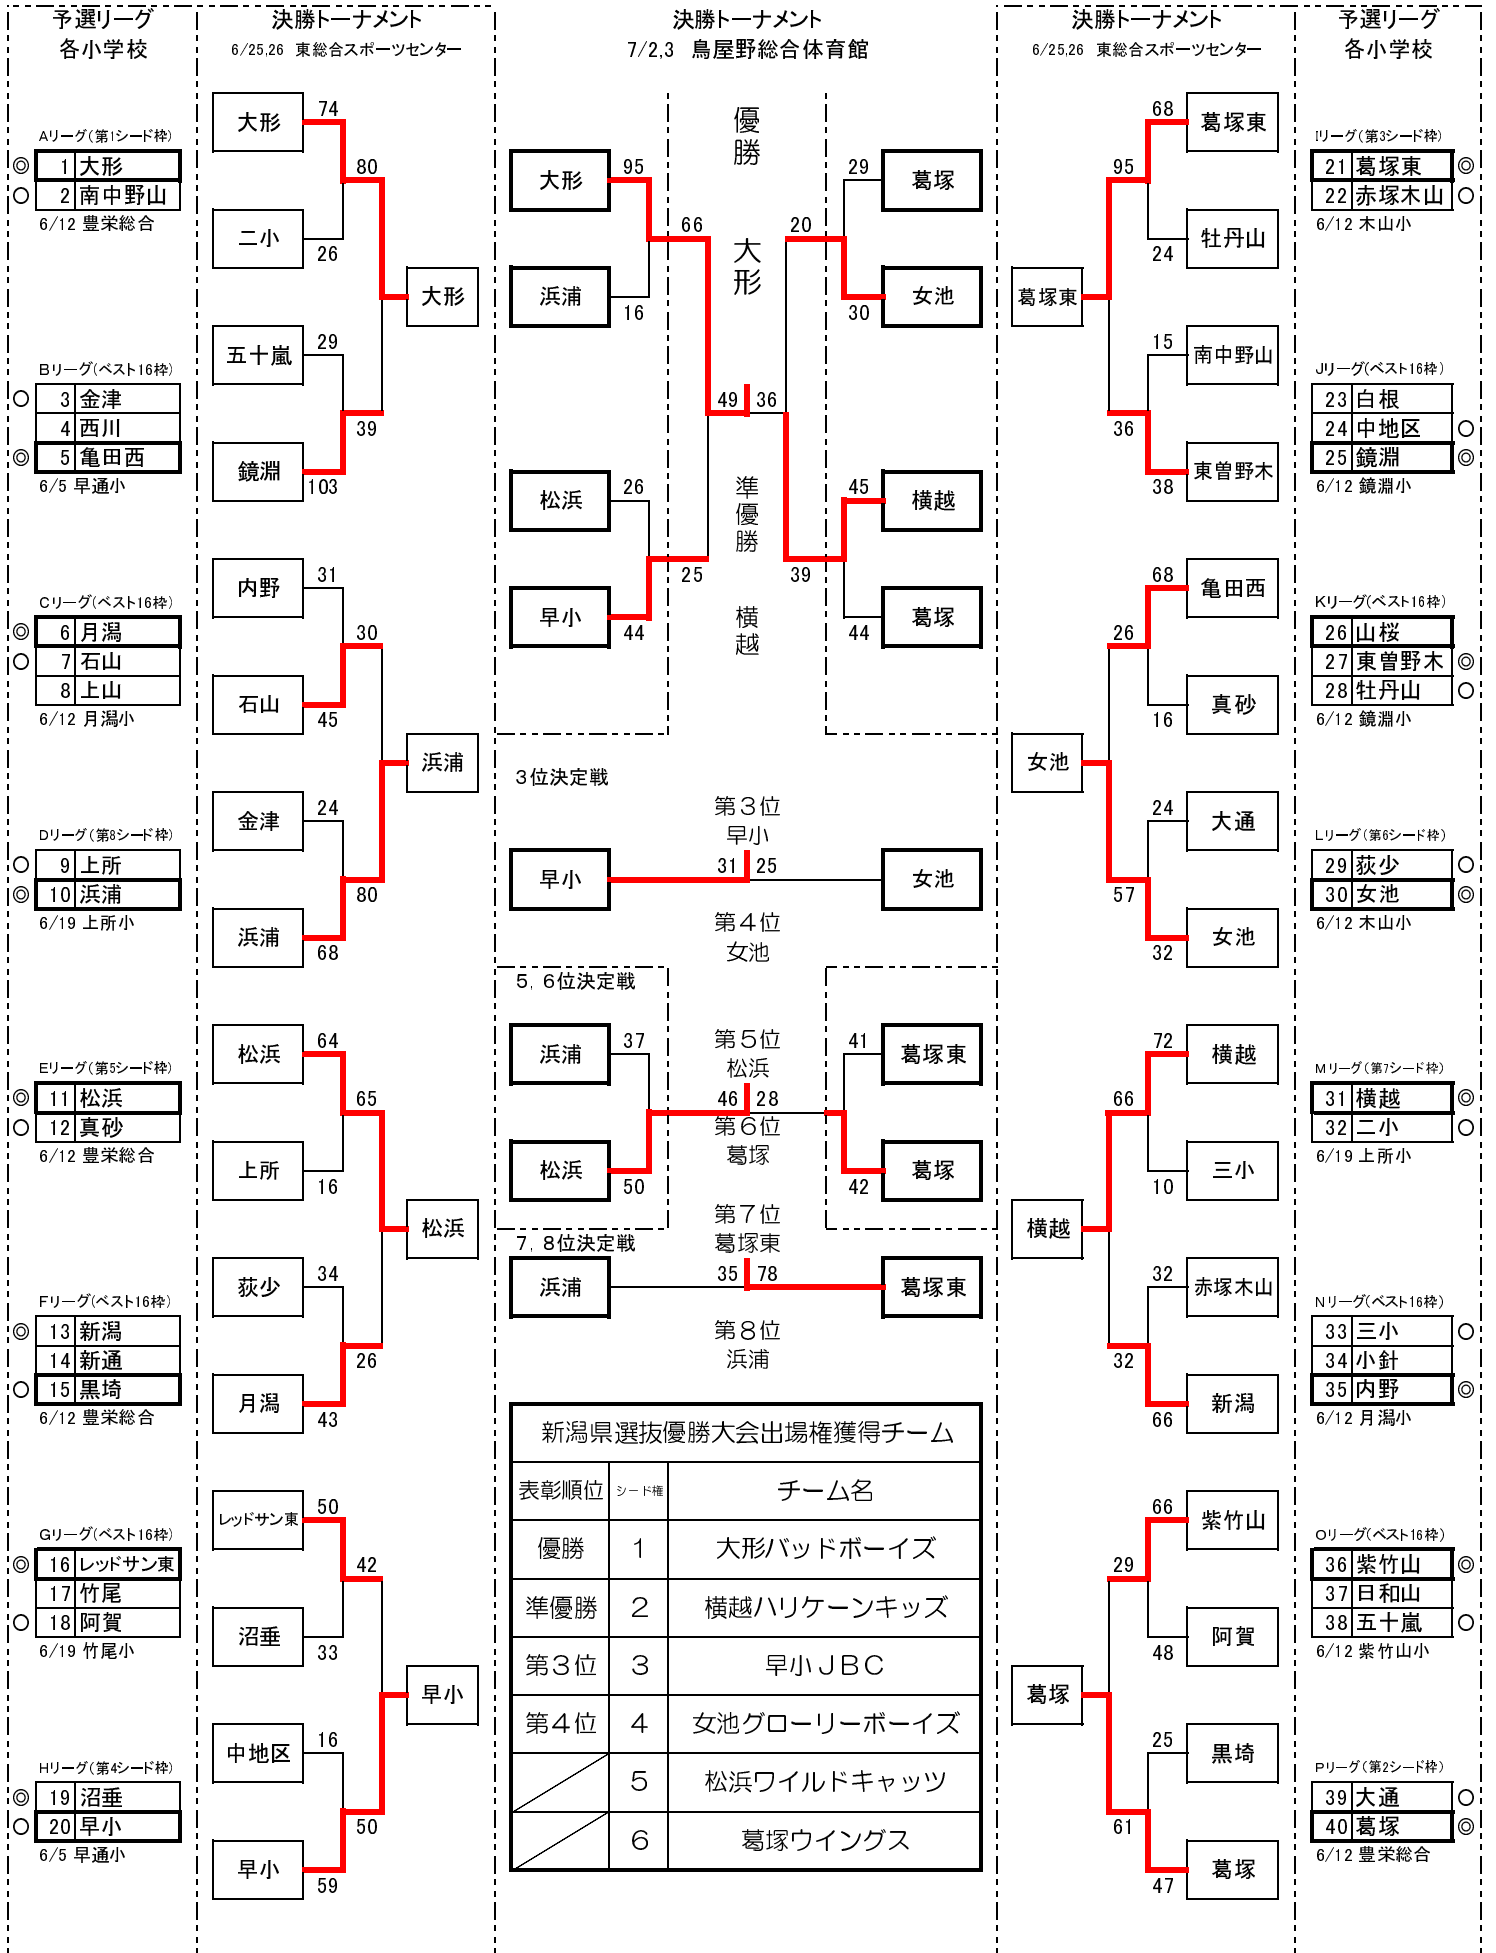 予選リーグ
各小学校
Aリーグ(第1シード枠)
◎ 1 大形
○ 2 南中野山
6/12 豊栄総合
Bリーグ(ベスト16枠)
○ 3 金津
4 西川
◎ 5 亀田西
6/5 早通小
Cリーグ(ベスト16枠)
◎ 6 月潟
○ 7 石山
8 上山
6/12 月潟小
Dリーグ(第8シード枠)
○ 9 上所
◎ 10 浜浦
6/19 上所小
Eリーグ(第5シード枠)
◎ 11 松浜
○ 12 真砂
6/12 豊栄総合
Fリーグ(ベスト16枠)
◎ 13 新潟
14 新通
○ 15 黒埼
6/12 豊栄総合
Gリーグ(ベスト16枠)
◎ 16 レッドサン東
17 竹尾
○ 18 阿賀
6/19 竹尾小
Hリーグ(第4シード枠)
◎ 19 沼垂
○ 20 早小
6/5 早通小
決勝トーナメント
6/25,26 東総合スポーツセンター
大形 74
80
二小 26
大形
五十嵐 29
39
鏡淵 103
内野 31
30
石山 45
浜浦
金津 24
80
浜浦 68
松浜 64
65
上所 16
松浜
荻少 34
26
月潟 43
レッドサン東 50
42
沼垂 33
早小
中地区 16
50
早小 59
決勝トーナメント
7/2,3 鳥屋野総合体育館
優勝
大形
大形 95
66
浜浦 16
49 36
松浜 26
25
早小 44
29 葛塚
20
30 女池
45 横越
39
44 葛塚
準優勝
横越
3位決定戦
第3位
早小
早小 31 25 女池
第4位
女池
5,6位決定戦
浜浦 37
松浜 50
第5位
松浜
46 28
第6位
葛塚
41 葛塚東
42 葛塚
7,8位決定戦
第7位
葛塚東
浜浦 35 78 葛塚東
第8位
浜浦
新潟県選抜優勝大会出場権獲得チーム
表彰順位 シード権 チーム名
優勝 1 大形バッドボーイズ
準優勝 2 横越ハリケーンキッズ
第3位 3 早小JBC
第4位 4 女池グローリーボーイズ
5 松浜ワイルドキャッツ
6 葛塚ウイングス
決勝トーナメント
6/25,26 東総合スポーツセンター
68 葛塚東
95
24 牡丹山
葛塚東
15 南中野山
36
38 東曽野木
68 亀田西
26
16 真砂
女池
24 大通
57
32 女池
72 横越
66
10 三小
横越
32 赤塚木山
32
66 新潟
66 紫竹山
29
48 阿賀
葛塚
25 黒埼
61
47 葛塚
予選リーグ
各小学校
Iリーグ(第3シード枠)
21 葛塚東 ◎
22 赤塚木山 ○
6/12 木山小
Jリーグ(ベスト16枠)
23 白根
24 中地区 ○
25 鏡淵 ◎
6/12 鏡淵小
Kリーグ(ベスト16枠)
26 山桜
27 東曽野木 ◎
28 牡丹山 ○
6/12 鏡淵小
Lリーグ(第6シード枠)
29 荻少 ○
30 女池 ◎
6/12 木山小
Mリーグ(第7シード枠)
31 横越 ◎
32 二小 ○
6/19 上所小
Nリーグ(ベスト16枠)
33 三小 ○
34 小針
35 内野 ◎
6/12 月潟小
Oリーグ(ベスト16枠)
36 紫竹山 ◎
37 日和山
38 五十嵐 ○
6/12 紫竹山小
Pリーグ(第2シード枠)
39 大通 ○
40 葛塚 ◎
6/12 豊栄総合